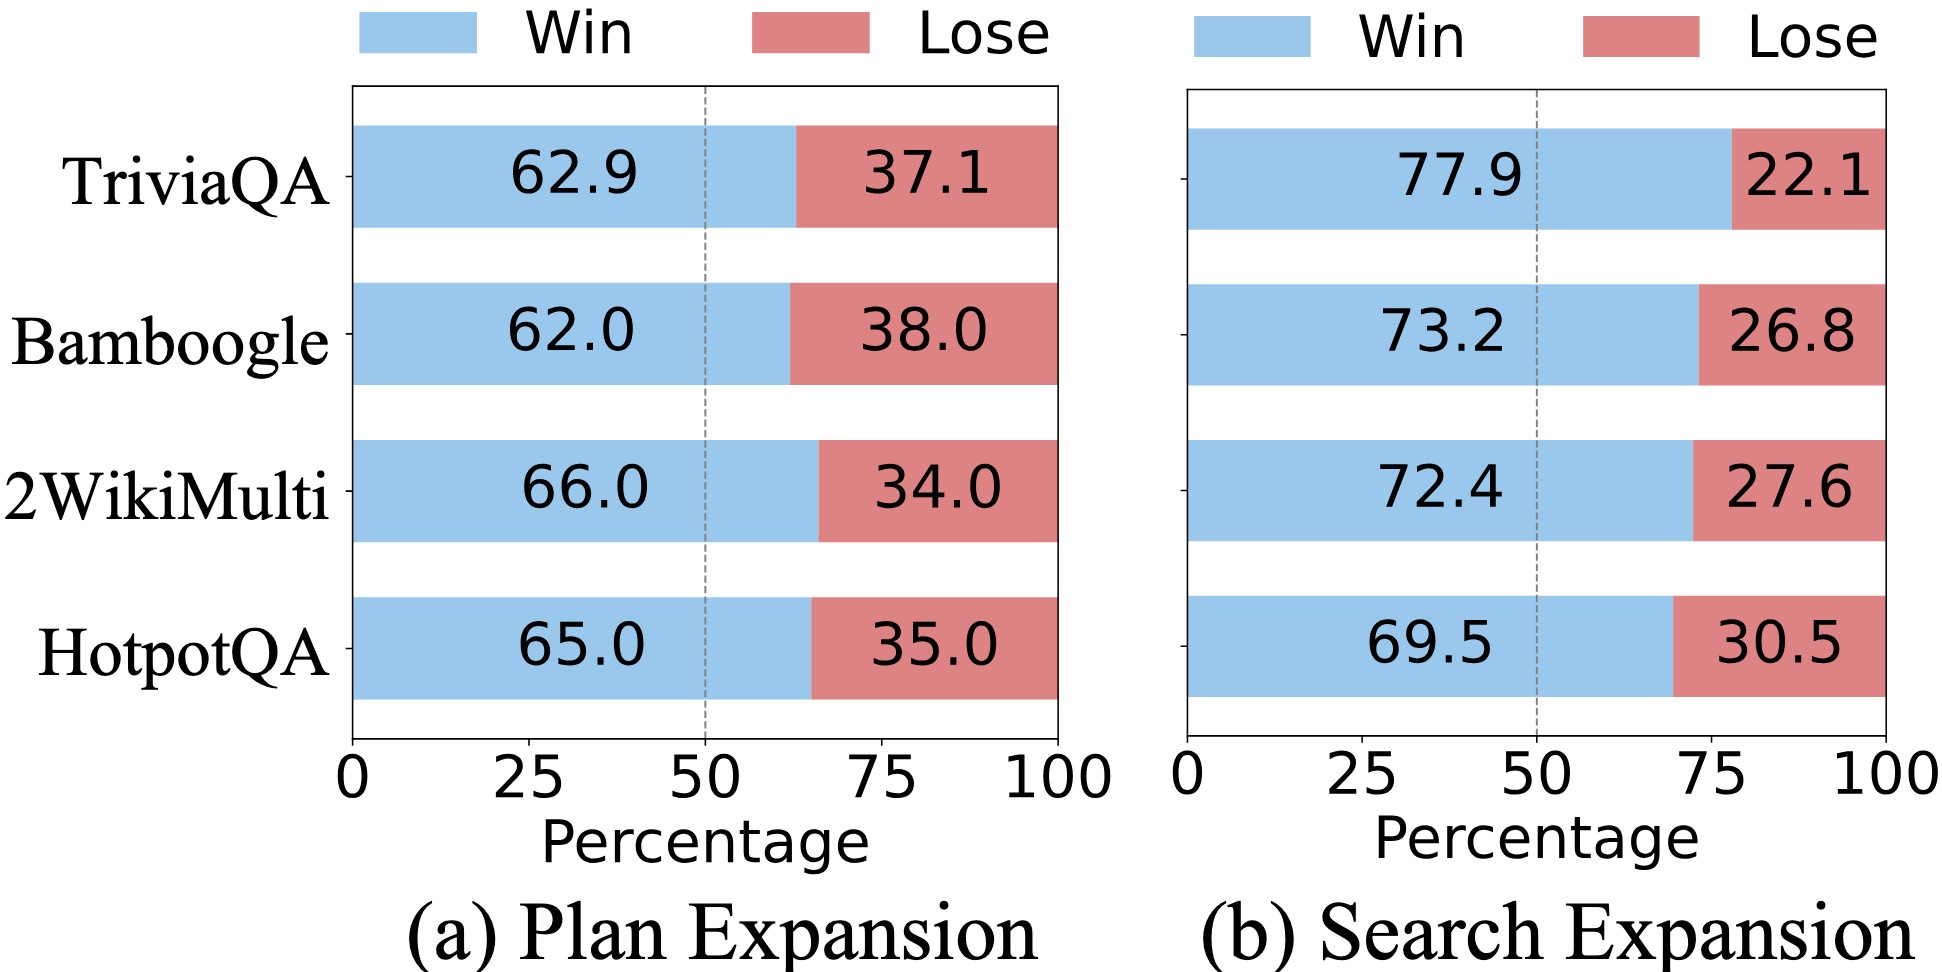 Win Lose
TriviaQA 62.9 37.1
Bamboogle 62.0 38.0
2WikiMulti 66.0 34.0
HotpotQA 65.0 35.0
0 25 50 75 100
Percentage
(a) Plan Expansion
Win Lose
77.9 22.1
73.2 26.8
72.4 27.6
69.5 30.5
0 25 50 75 100
Percentage
(b) Search Expansion